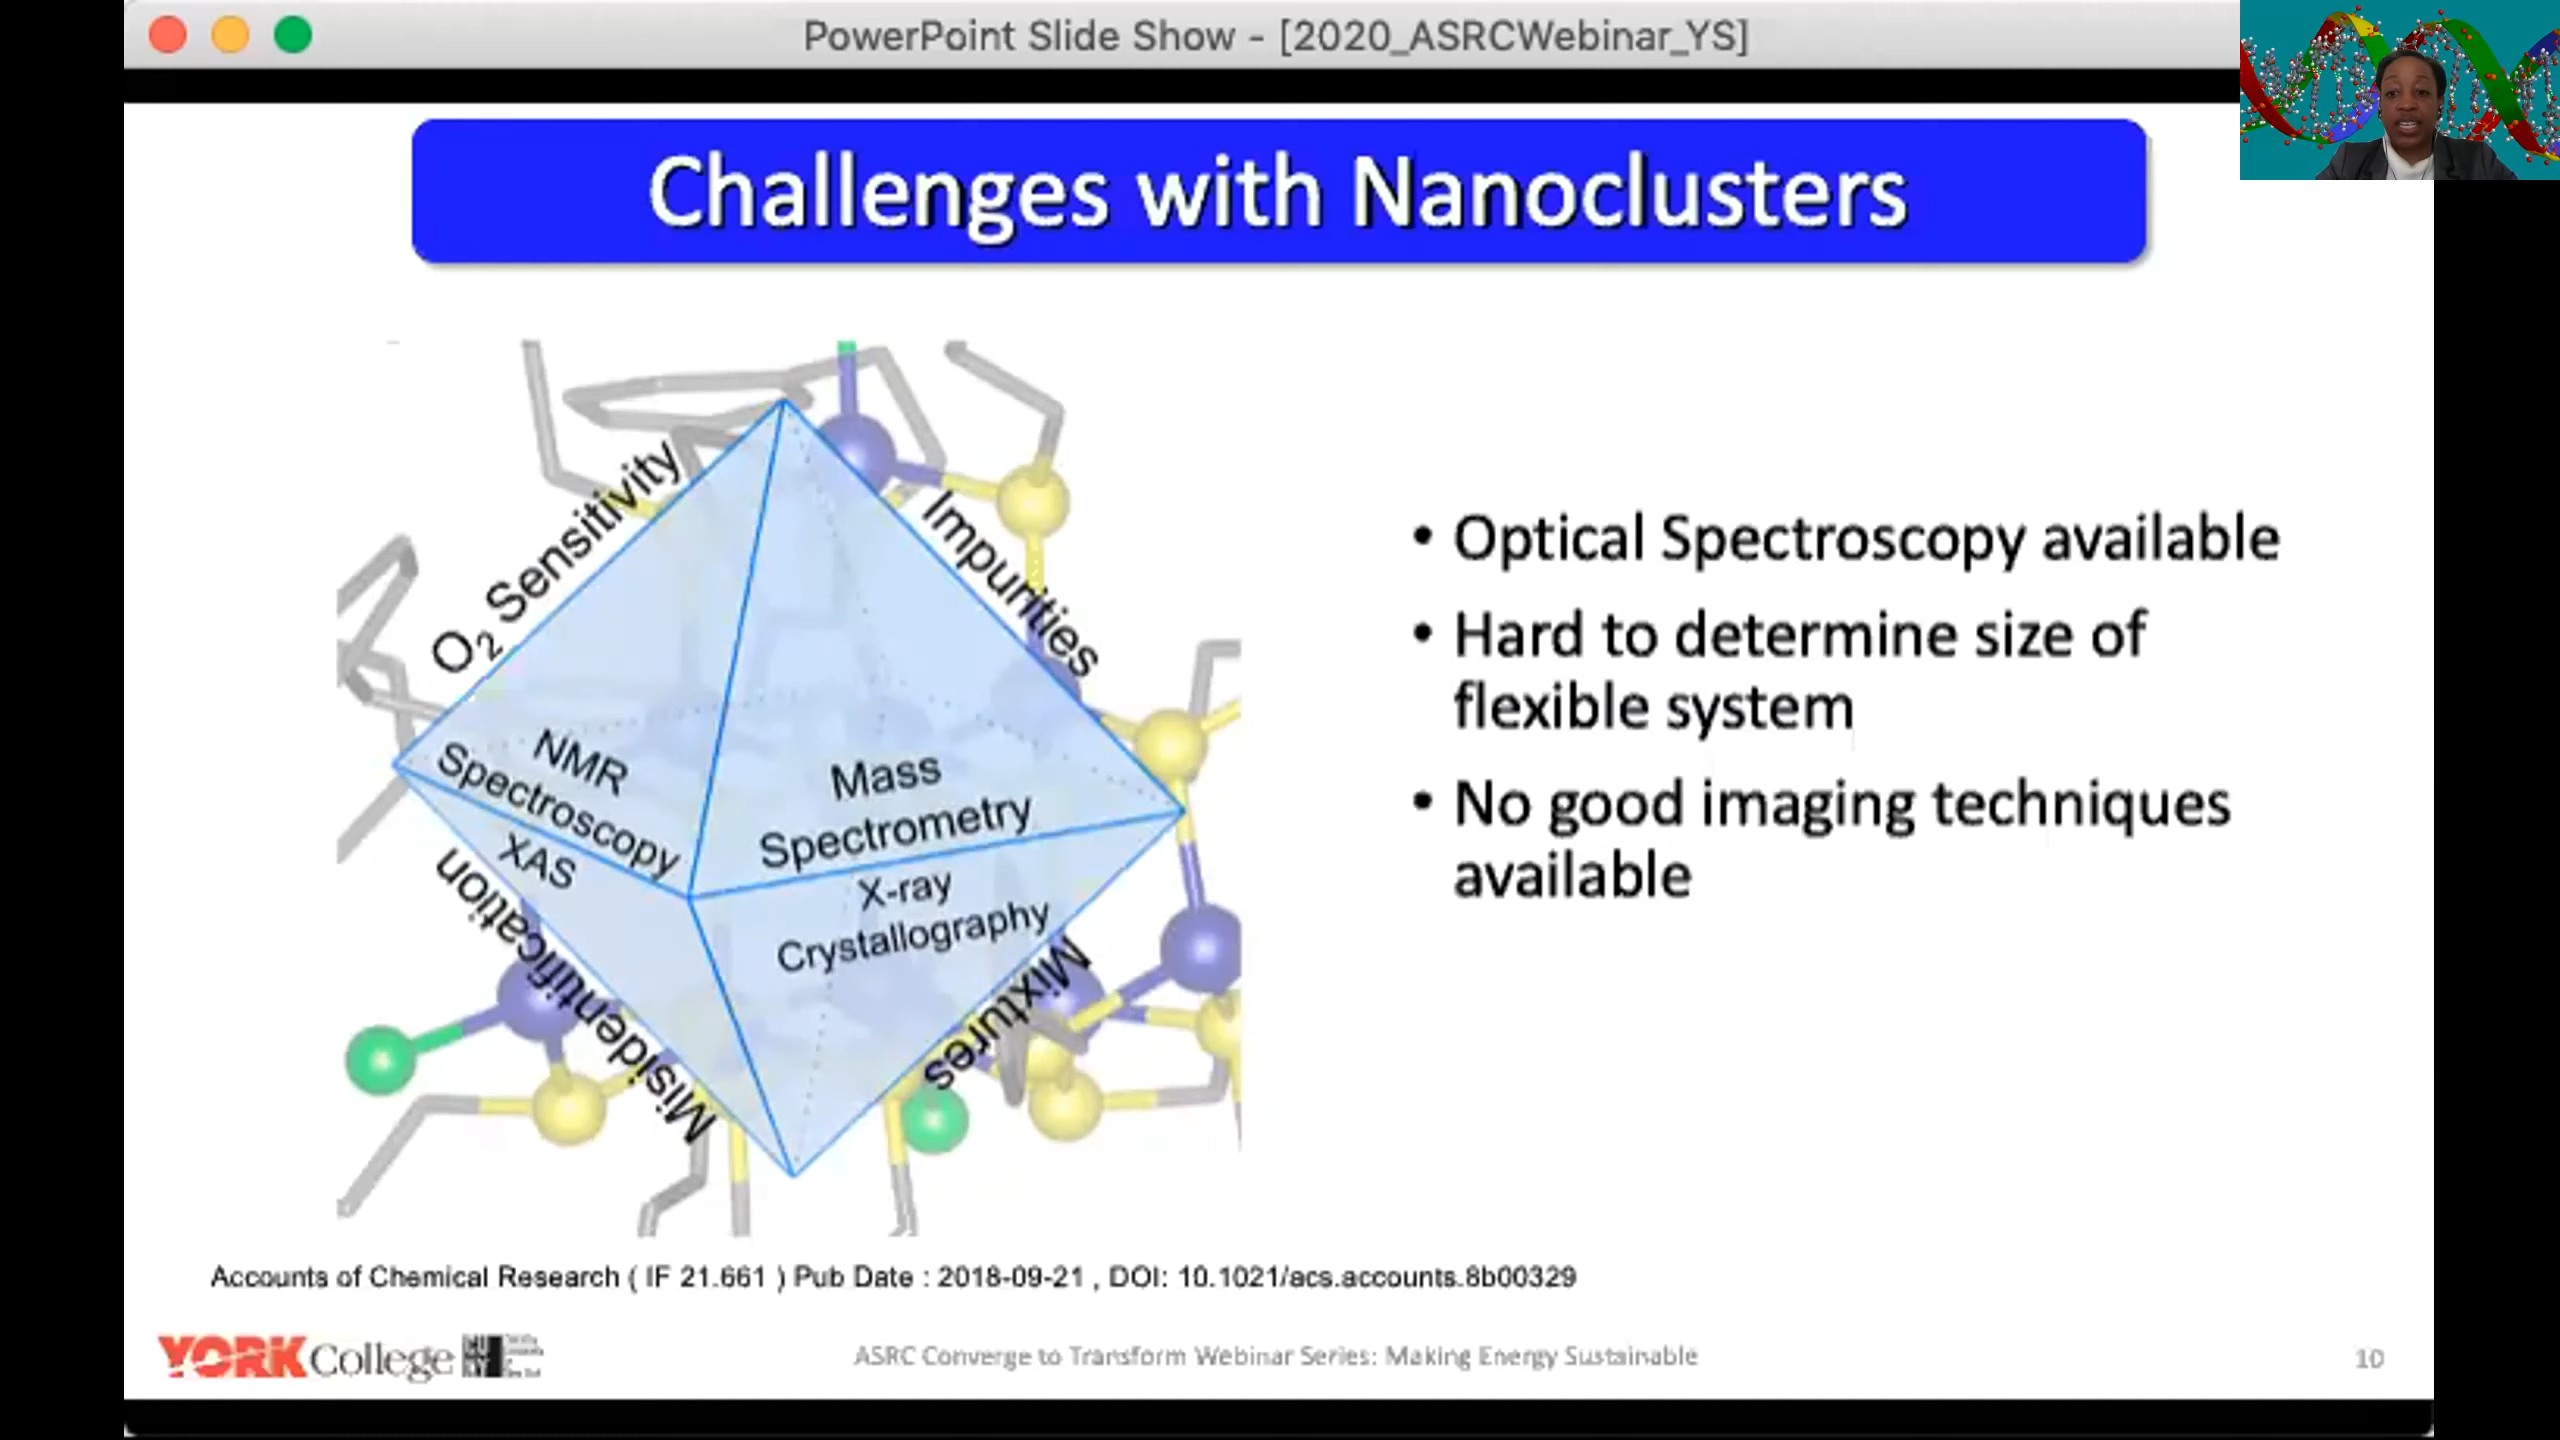 PowerPoint Slide Show - [2020_ASRCWebinar_YS]
Challenges with Nanoclusters
O₂ Sensitivity
Impurities
NMR
Spectroscopy
Mass
Spectrometry
XAS
X-ray
Crystallography
Misidentification
Mixtures
• Optical Spectroscopy available
• Hard to determine size of
flexible system
• No good imaging techniques
available
Accounts of Chemical Research ( IF 21.661 ) Pub Date : 2018-09-21 , DOI: 10.1021/acs.accounts.8b00329
YORK College
ASRC Converge to Transform Webinar Series: Making Energy Sustainable
10